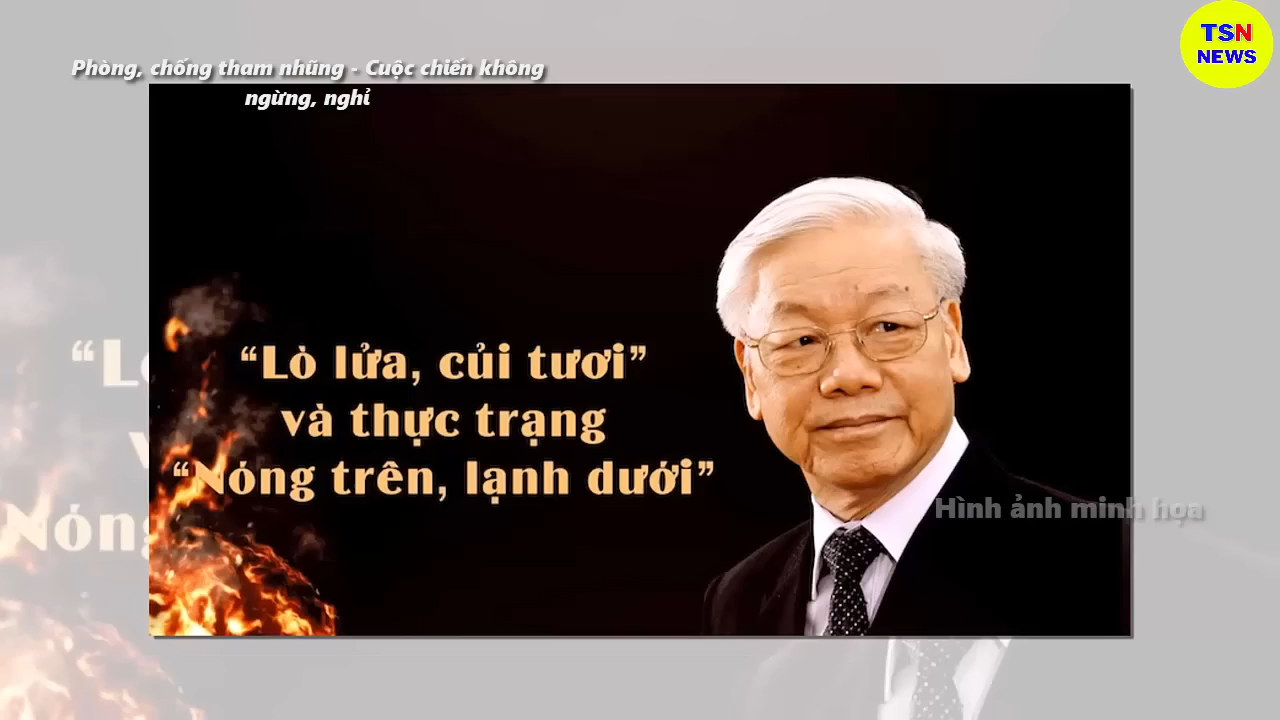 TSN
NEWS
Phòng, chống tham nhũng - Cuộc chiến không
ngừng, nghỉ
“Lò lửa, củi tươi”
và thực trạng
“Nóng trên, lạnh dưới”
Hình ảnh minh họa